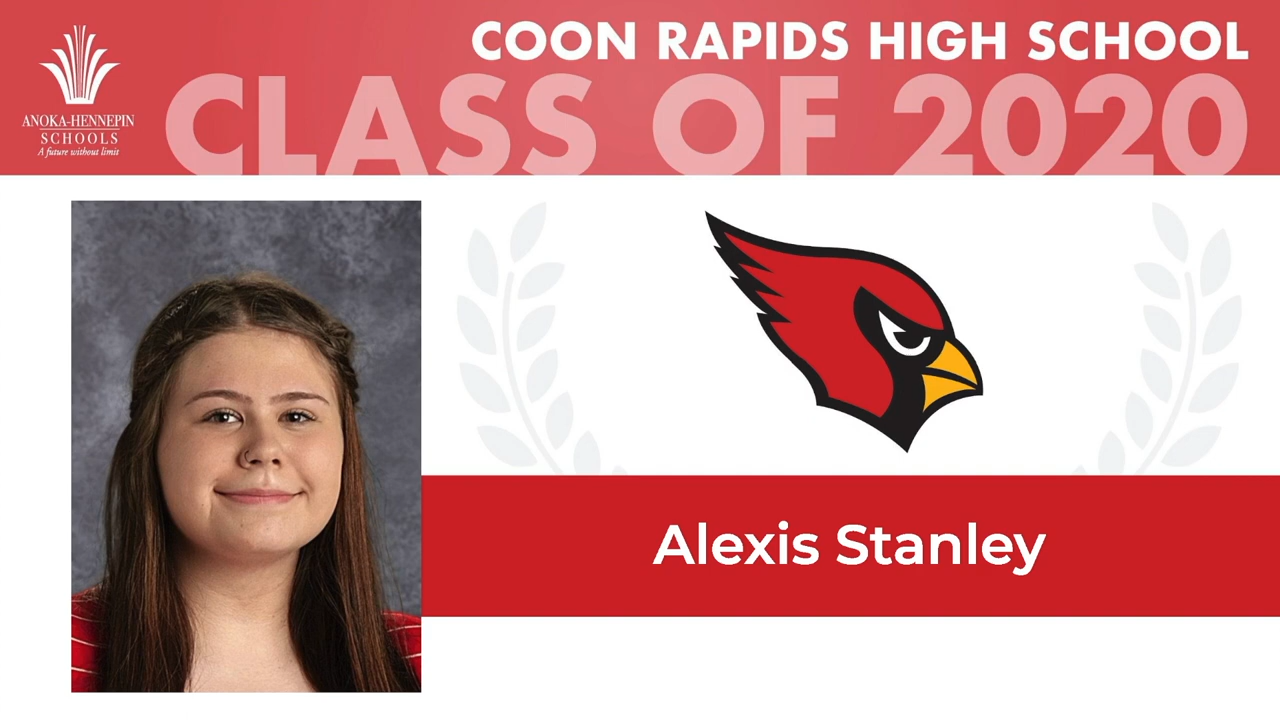 COON RAPIDS HIGH SCHOOL
CLASS OF 2020
ANOKA-HENNEPIN
SCHOOLS
A future without limit
Alexis Stanley